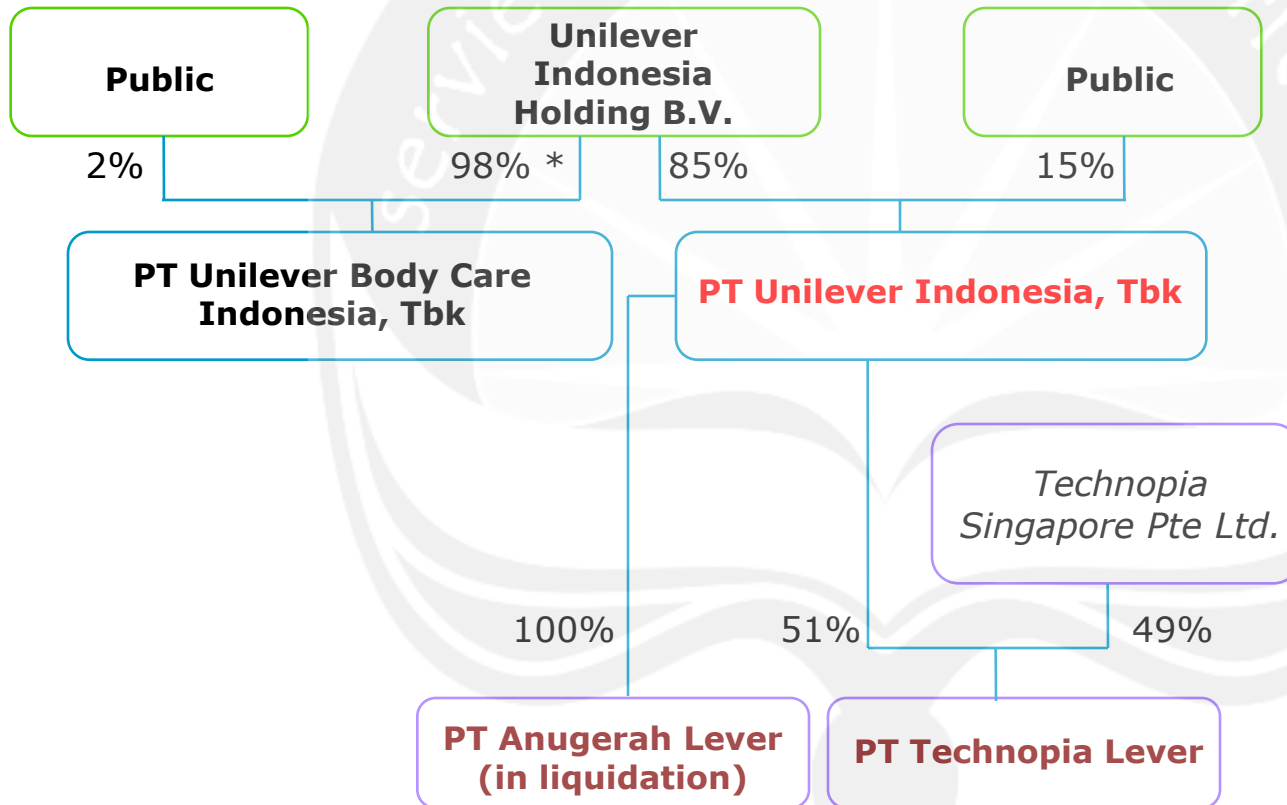 Public
Unilever
Indonesia
Holding B.V.
Public
2%
98% *
85%
15%
PT Unilever Body Care
Indonesia, Tbk
PT Unilever Indonesia, Tbk
Technopia
Singapore Pte Ltd.
100%
51%
49%
PT Anugerah Lever
(in liquidation)
PT Technopia Lever